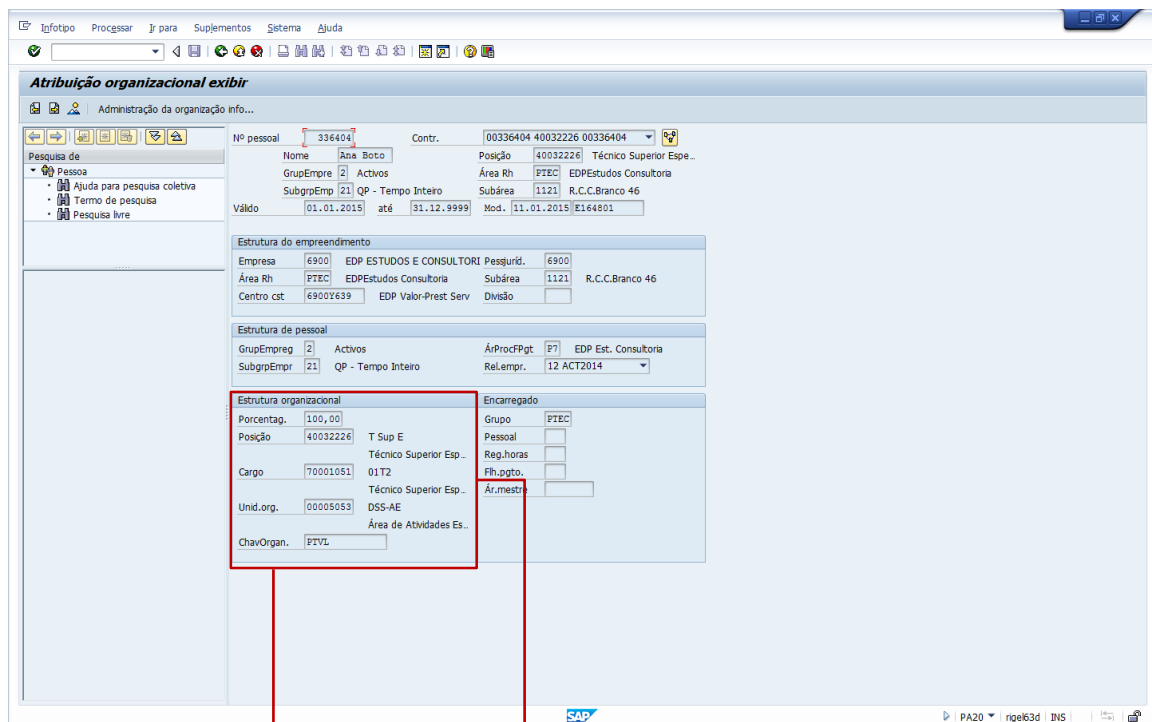 Infotipo Processar Ir para Suplementos Sistema Ajuda
Atribuição organizacional exibir
Administração da organização info...
Pesquisa de
Pessoa
Ajuda para pesquisa coletiva
Termo de pesquisa
Pesquisa livre
Nº pessoal 336404 Contr. 00336404 40032226 00336404
Nome Ana Boto Posição 40032226 Técnico Superior Espe..
GrupEmpre 2 Activos Área Rh PTEC EDPEstudos Consultoria
SubgrpEmp 21 QP - Tempo Inteiro Subárea 1121 R.C.C.Branco 46
Válido 01.01.2015 até 31.12.9999 Mod. 11.01.2015 E164801
Estrutura do empreendimento
Empresa 6900 EDP ESTUDOS E CONSULTORI Pessjuríd. 6900
Área Rh PTEC EDPEstudos Consultoria Subárea 1121 R.C.C.Branco 46
Centro cst 6900Y639 EDP Valor-Prest Serv Divisão
Estrutura de pessoal
GrupEmpreg 2 Activos ÁrProcFPgt P7 EDP Est. Consultoria
SubgrpEmpr 21 QP - Tempo Inteiro Rel.empr. 12 ACT2014
Estrutura organizacional Encarregado
Porcentag. 100,00 Grupo PTEC
Posição 40032226 T Sup E Pessoal
Técnico Superior Esp.. Reg.horas
Cargo 70001051 01T2 Flh.pgto.
Técnico Superior Esp.. Ár.mestre
Unid.org. 00005053 DSS-AE
Área de Atividades Es..
ChavOrgan. PTVL
SAP PA20 rigel63d INS